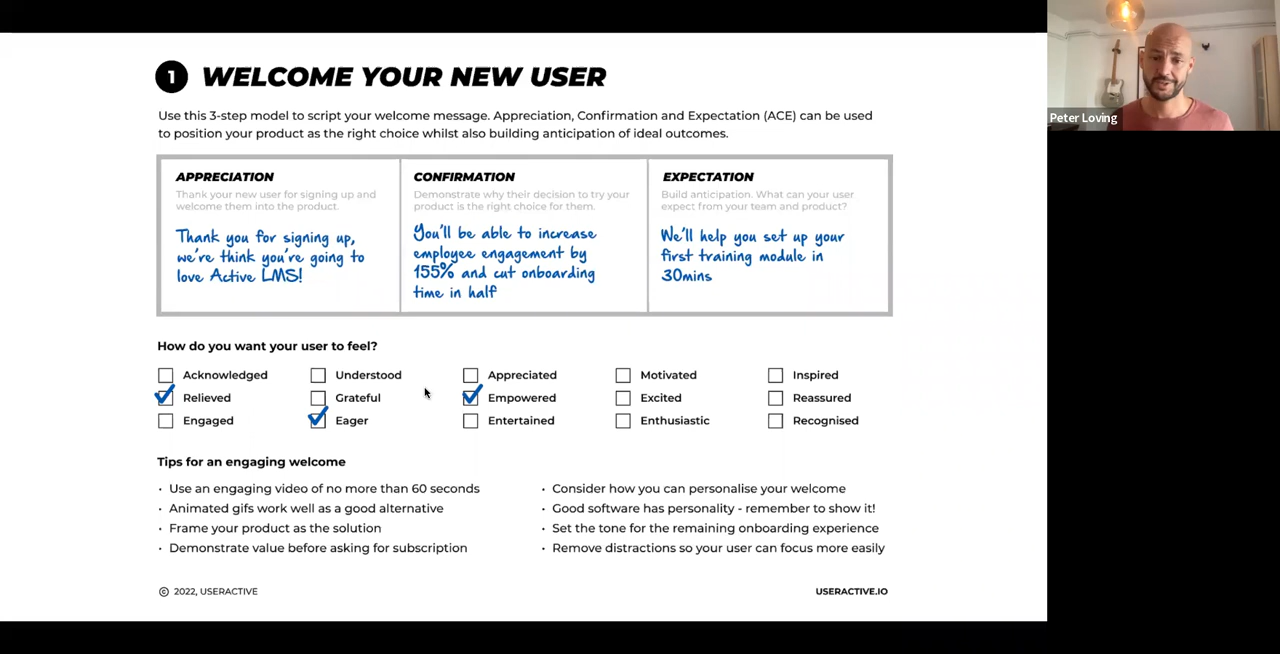 1 WELCOME YOUR NEW USER
Use this 3-step model to script your welcome message. Appreciation, Confirmation and Expectation (ACE) can be used
to position your product as the right choice whilst also building anticipation of ideal outcomes.
APPRECIATION
Thank your new user for signing up and
welcome them into the product.
Thank you for signing up,
we're think you're going to
love Active LMS!
CONFIRMATION
Demonstrate why their decision to try your
product is the right choice for them.
You'll be able to increase
employee engagement by
155% and cut onboarding
time in half
EXPECTATION
Build anticipation. What can your user
expect from your team and product?
We'll help you set up your
first training module in
30mins
How do you want your user to feel?
Acknowledged Understood Appreciated Motivated Inspired
Relieved Grateful Empowered Excited Reassured
Engaged Eager Entertained Enthusiastic Recognised
Tips for an engaging welcome
· Use an engaging video of no more than 60 seconds
· Animated gifs work well as a good alternative
· Frame your product as the solution
· Demonstrate value before asking for subscription
· Consider how you can personalise your welcome
· Good software has personality - remember to show it!
· Set the tone for the remaining onboarding experience
· Remove distractions so your user can focus more easily
© 2022, USERACTIVE
USERACTIVE.IO
Peter Loving